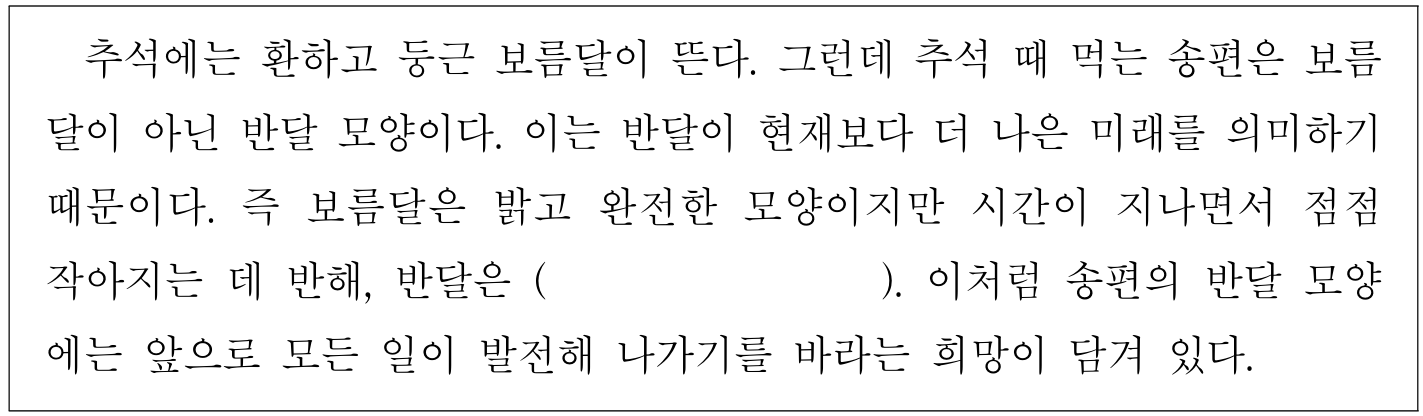 추석에는 환하고 둥근 보름달이 뜬다. 그런데 추석 때 먹는 송편은 보름
달이 아닌 반달 모양이다. 이는 반달이 현재보다 더 나은 미래를 의미하기
때문이다. 즉 보름달은 밝고 완전한 모양이지만 시간이 지나면서 점점
작아지는 데 반해, 반달은 (                    ). 이처럼 송편의 반달 모양
에는 앞으로 모든 일이 발전해 나가기를 바라는 희망이 담겨 있다.